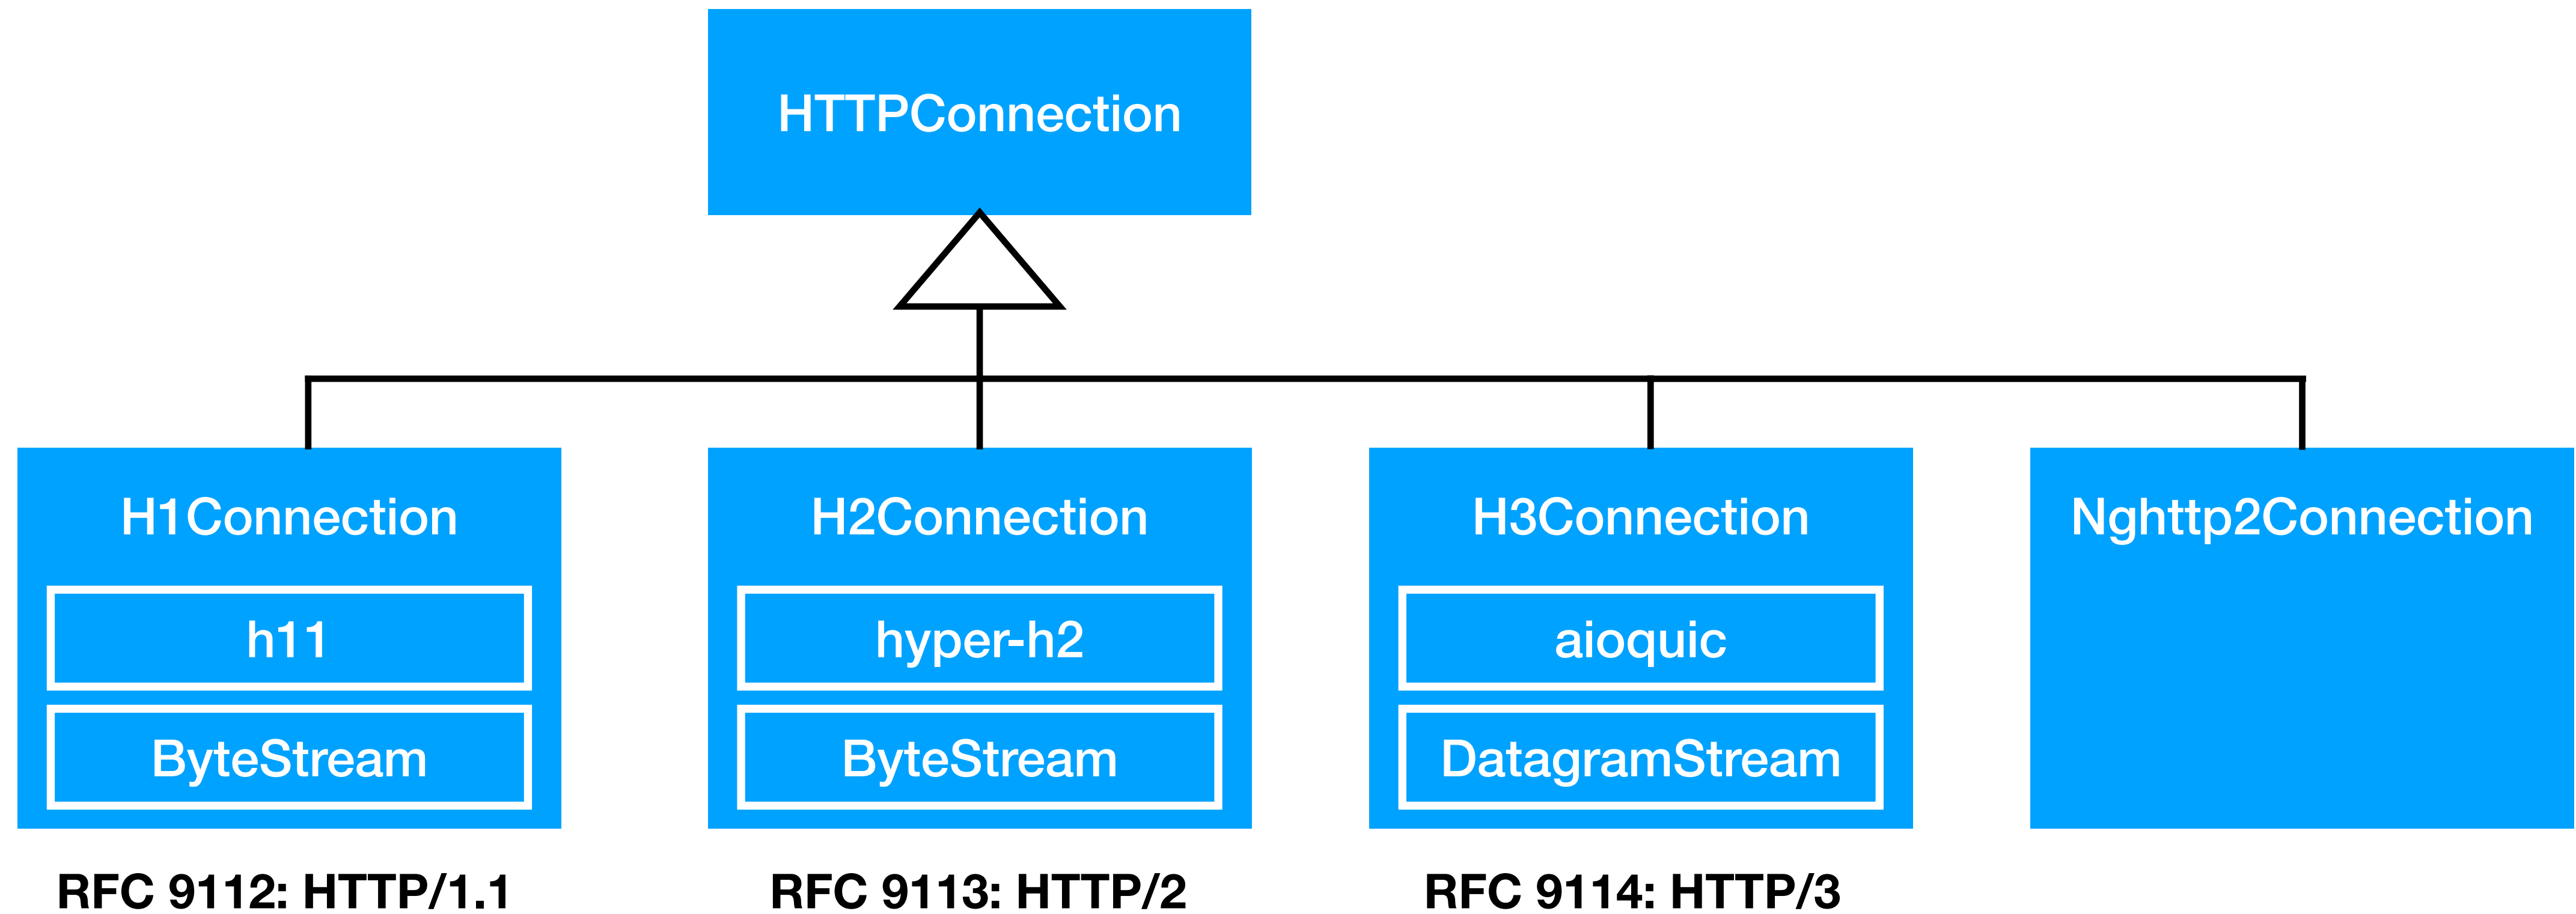 HTTPConnection
H1Connection
h11
ByteStream
RFC 9112: HTTP/1.1
H2Connection
hyper-h2
ByteStream
RFC 9113: HTTP/2
H3Connection
aioquic
DatagramStream
RFC 9114: HTTP/3
Nghttp2Connection